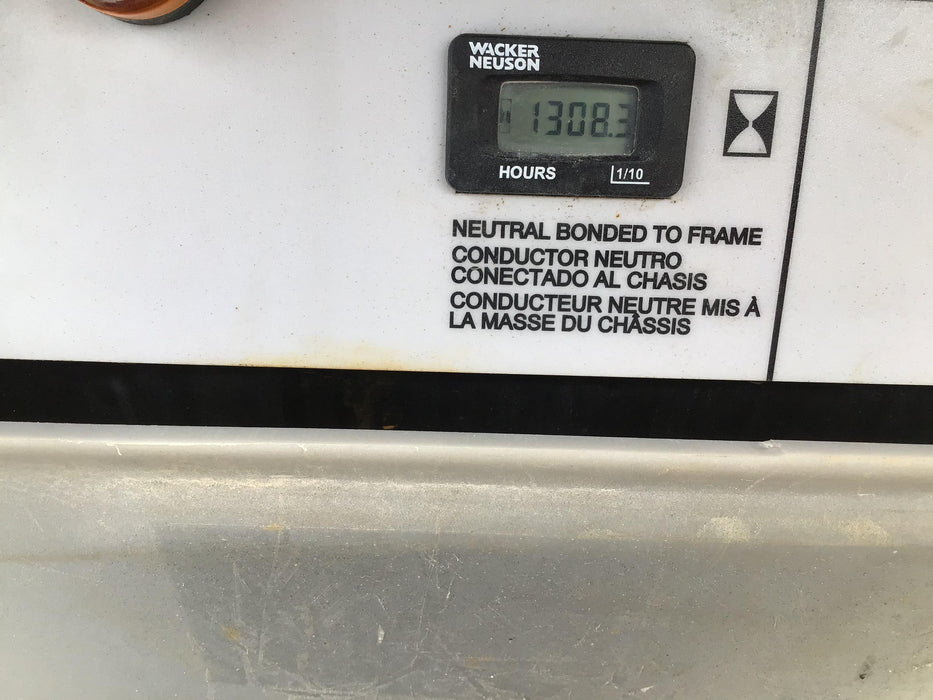 WACKER
NEUSON
1308.3
HOURS 1/10
NEUTRAL BONDED TO FRAME
CONDUCTOR NEUTRO
CONECTADO AL CHASIS
CONDUCTEUR NEUTRE MIS À
LA MASSE DU CHÂSSIS